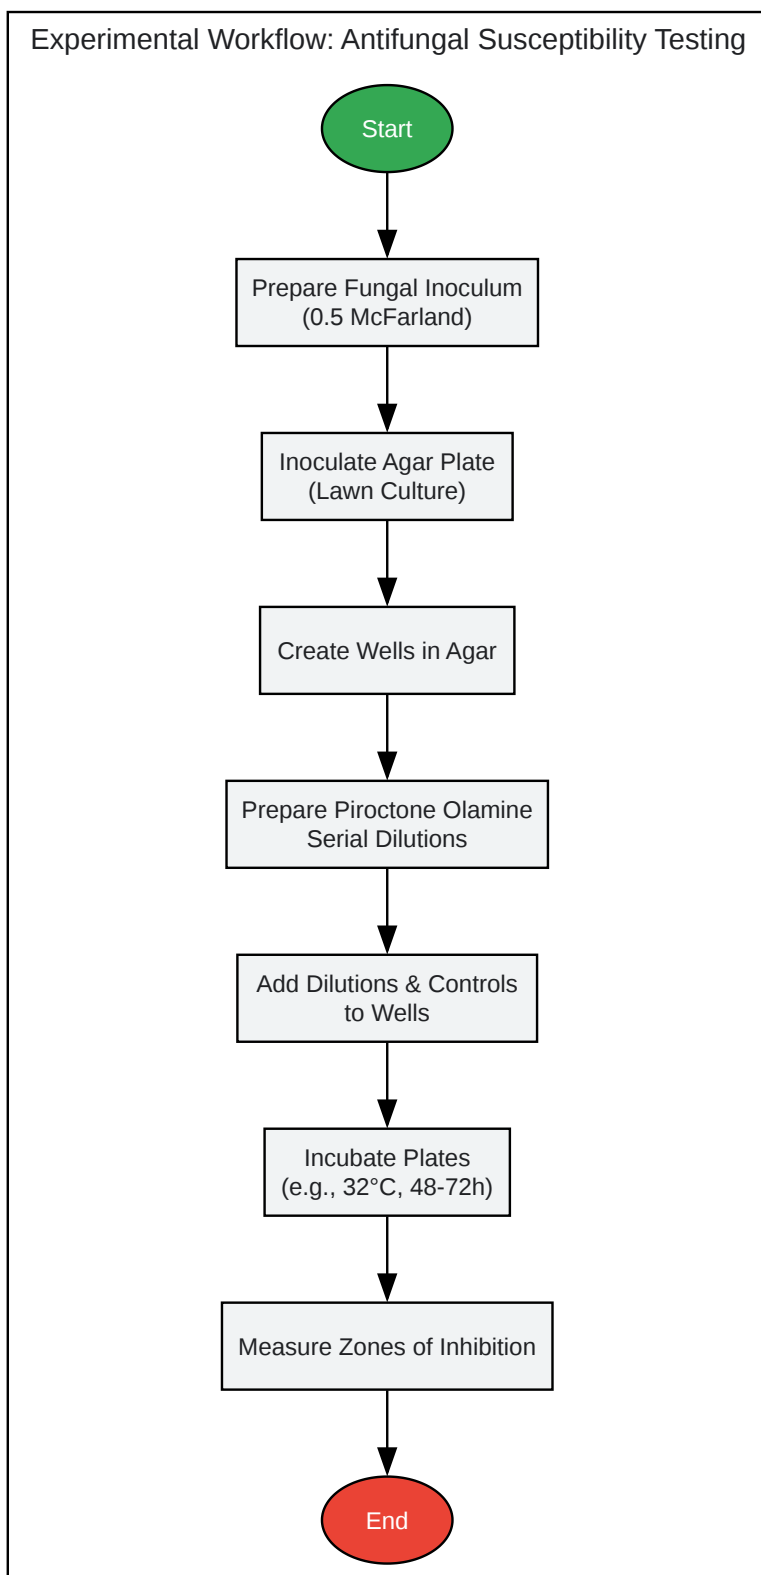 Experimental Workflow: Antifungal Susceptibility Testing
Start
Prepare Fungal Inoculum
(0.5 McFarland)
Inoculate Agar Plate
(Lawn Culture)
Create Wells in Agar
Prepare Piroctone Olamine
Serial Dilutions
Add Dilutions & Controls
to Wells
Incubate Plates
(e.g., 32°C, 48-72h)
Measure Zones of Inhibition
End